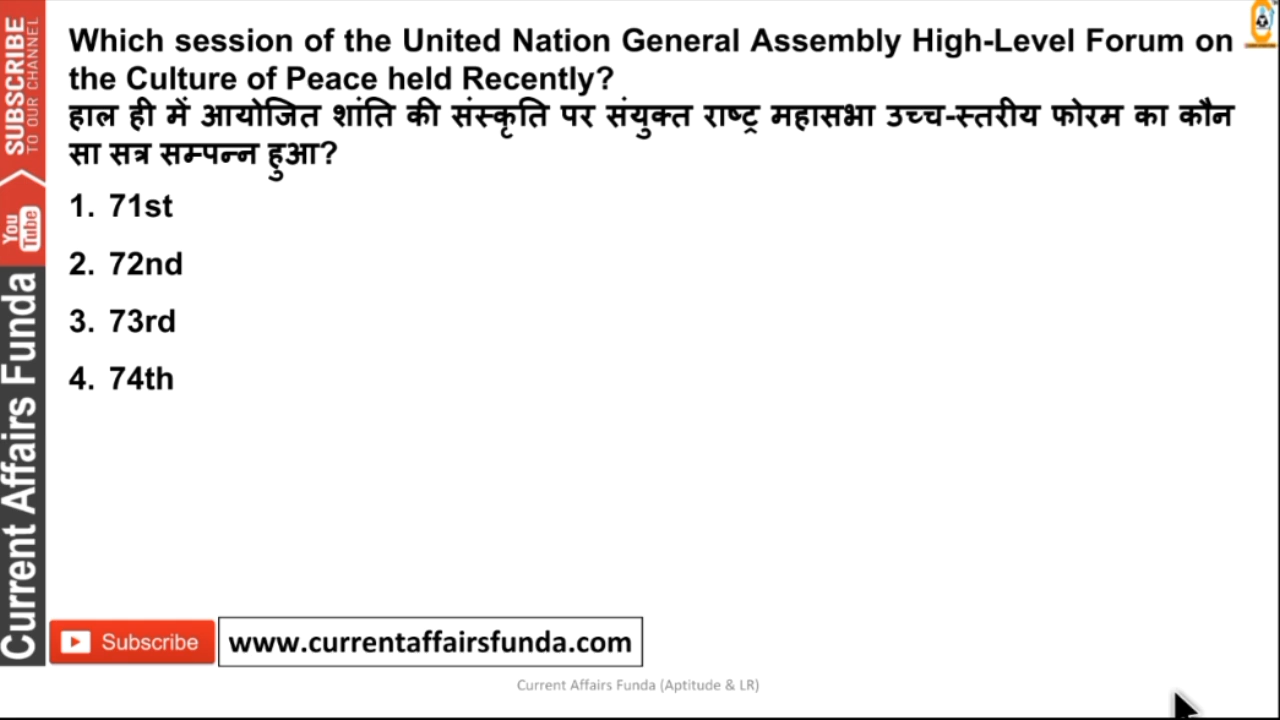 Which session of the United Nation General Assembly High-Level Forum on
the Culture of Peace held Recently?
हाल ही में आयोजित शांति की संस्कृति पर संयुक्त राष्ट्र महासभा उच्च-स्तरीय फोरम का कौन
सा सत्र सम्पन्न हुआ?
1. 71st
2. 72nd
3. 73rd
4. 74th
SUBSCRIBE
TO OUR CHANNEL
You
Tube
Current Affairs Funda
Subscribe
www.currentaffairsfunda.com
Current Affairs Funda (Aptitude & LR)